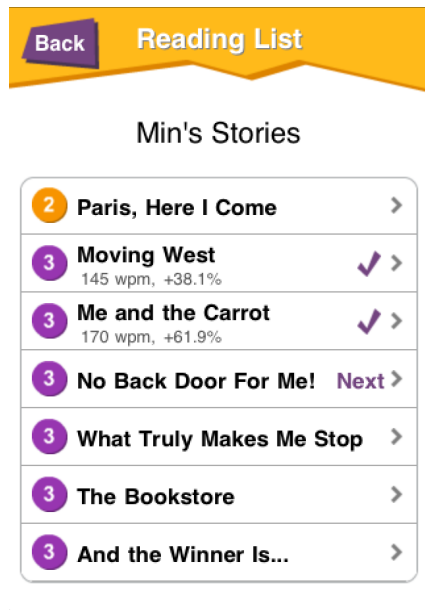 Back
Reading List
Min's Stories
2 Paris, Here I Come
3 Moving West
145 wpm, +38.1%
3 Me and the Carrot
170 wpm, +61.9%
3 No Back Door For Me! Next
3 What Truly Makes Me Stop
3 The Bookstore
3 And the Winner Is...